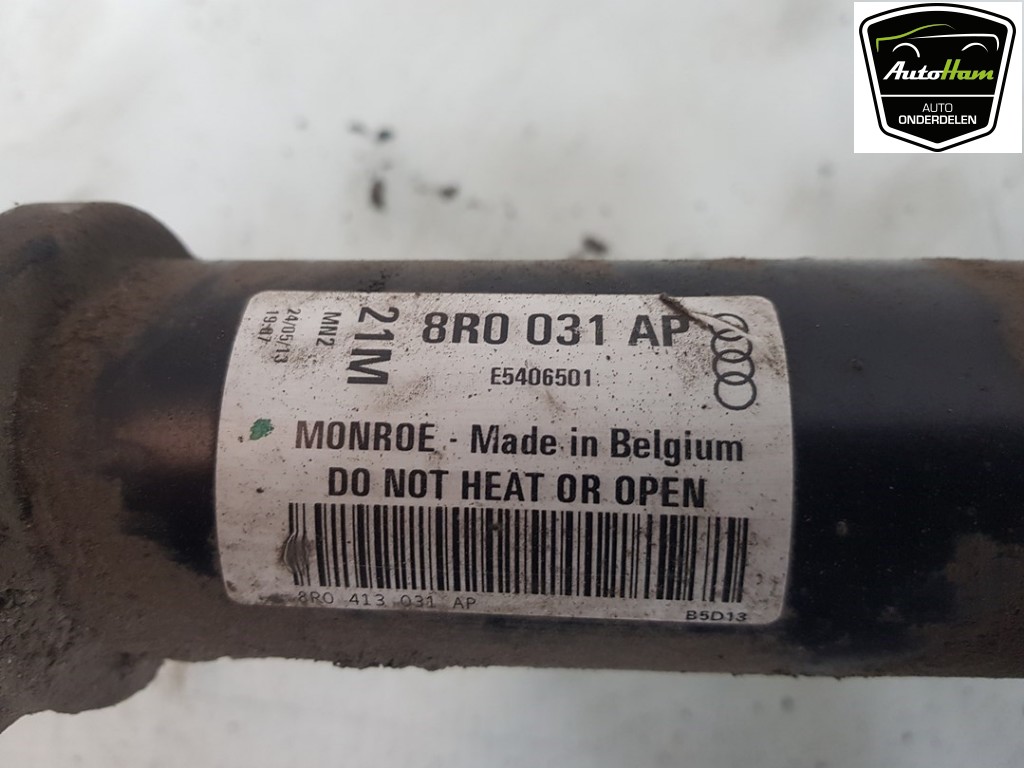 AutoHam
AUTO
ONDERDELEN
8R0 031 AP
E5406501
21M
MN2
24/05/13
19:07
MONROE - Made in Belgium
DO NOT HEAT OR OPEN
8R0 413 031 AP
B5D13